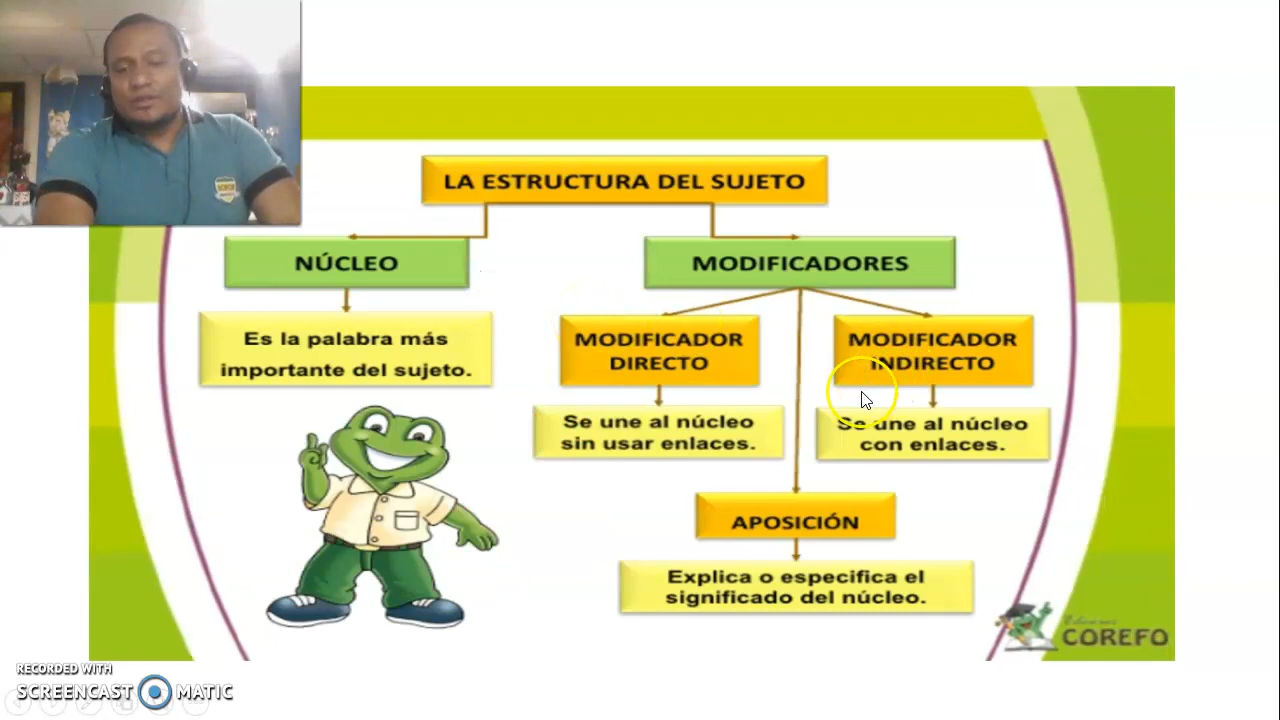 LA ESTRUCTURA DEL SUJETO
NÚCLEO
MODIFICADORES
Es la palabra más
importante del sujeto.
MODIFICADOR
DIRECTO
MODIFICADOR
INDIRECTO
Se une al núcleo
sin usar enlaces.
Se une al núcleo
con enlaces.
APOSICIÓN
Explica o especifica el
significado del núcleo.
COREFO
RECORDED WITH
SCREENCAST MATIC